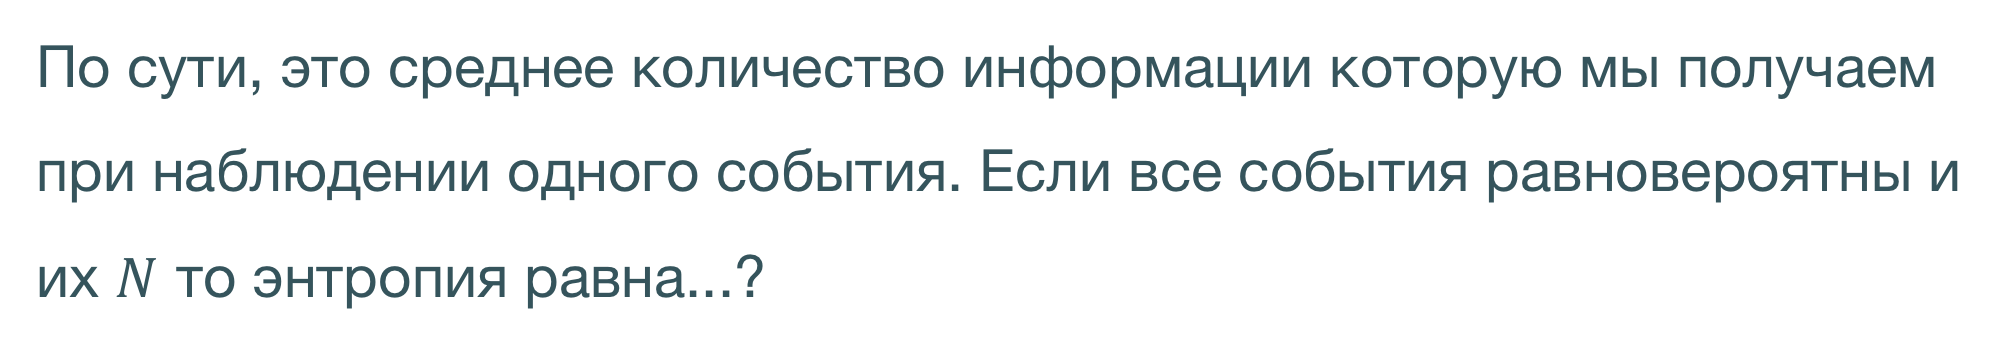 По сути, это среднее количество информации которую мы получаем
при наблюдении одного события. Если все события равновероятны и
их N то энтропия равна...?